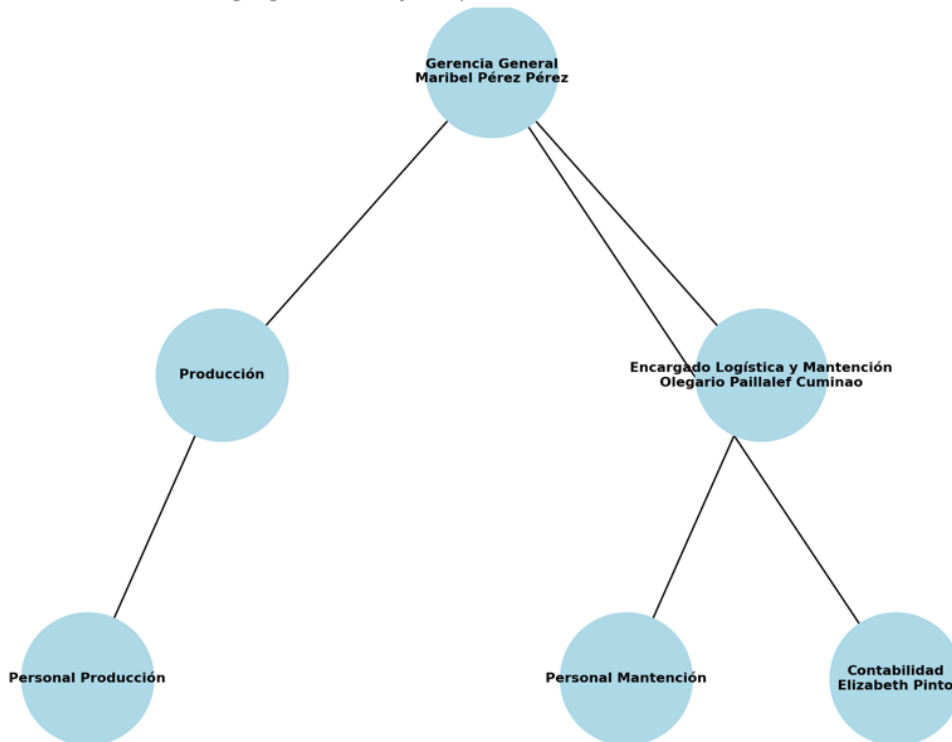 Gerencia General
Maribel Pérez Pérez
Producción
Encargado Logística y Mantención
Olegario Paillalef Cuminao
Personal Producción
Personal Mantención
Contabilidad
Elizabeth Pinto